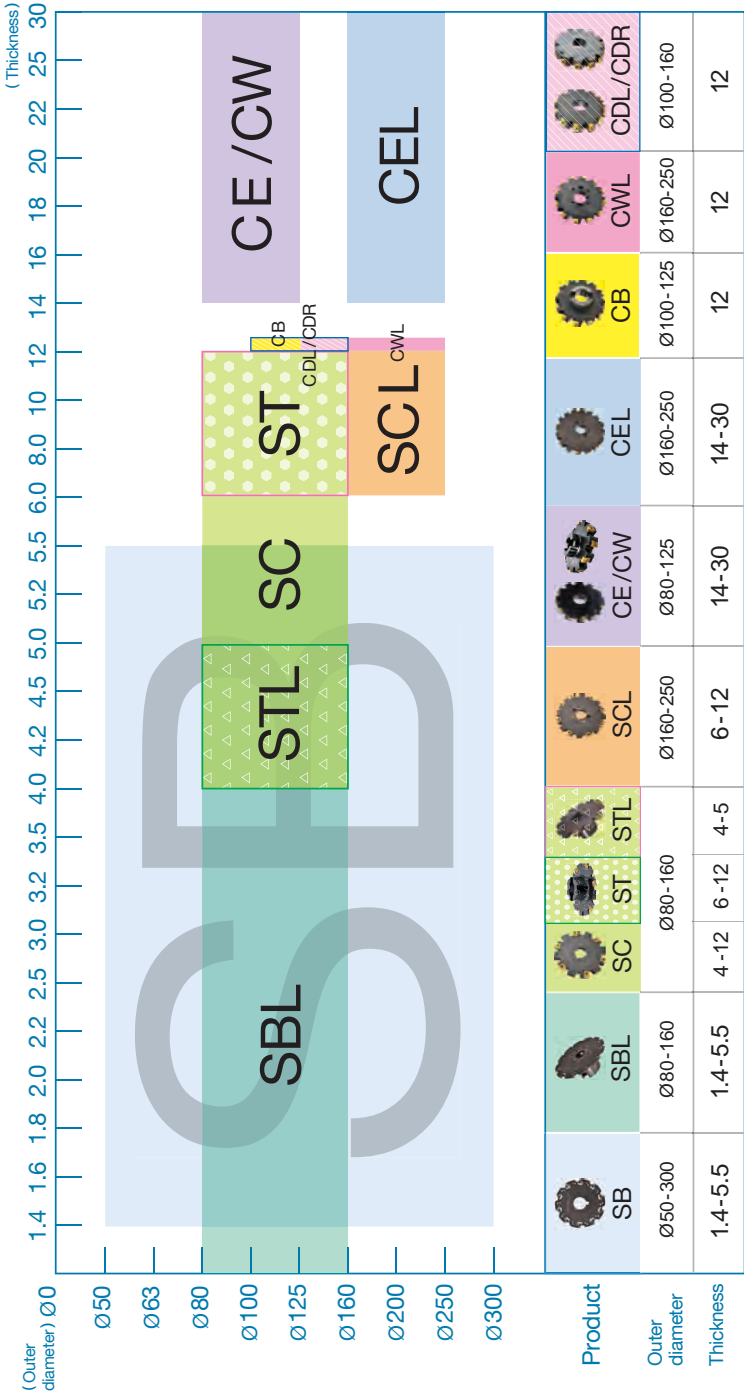 (Thickness)
1.4 1.6 1.8 2.0 2.2 2.5 3.0 3.2 3.5 4.0 4.2 4.5 5.0 5.2 5.5 6.0 8.0 10 12 14 16 18 20 22 25 30
(Outer
diameter) Ø0
Ø50
Ø63
Ø80
Ø100
Ø125
Ø160
Ø200
Ø250
Ø300
SB
SBL
STL
SC
ST
CB
CDL/CDR
SCL
CWL
CE/CW
CEL
Product SB SBL SC ST STL SCL CE/CW CEL CB CWL CDL/CDR
Outer
diameter Ø50-300 Ø80-160 Ø80-160 Ø160-250 Ø80-125 Ø160-250 Ø100-125 Ø160-250 Ø100-160
Thickness 1.4-5.5 1.4-5.5 4-12 6-12 4-5 6-12 14-30 14-30 12 12 12